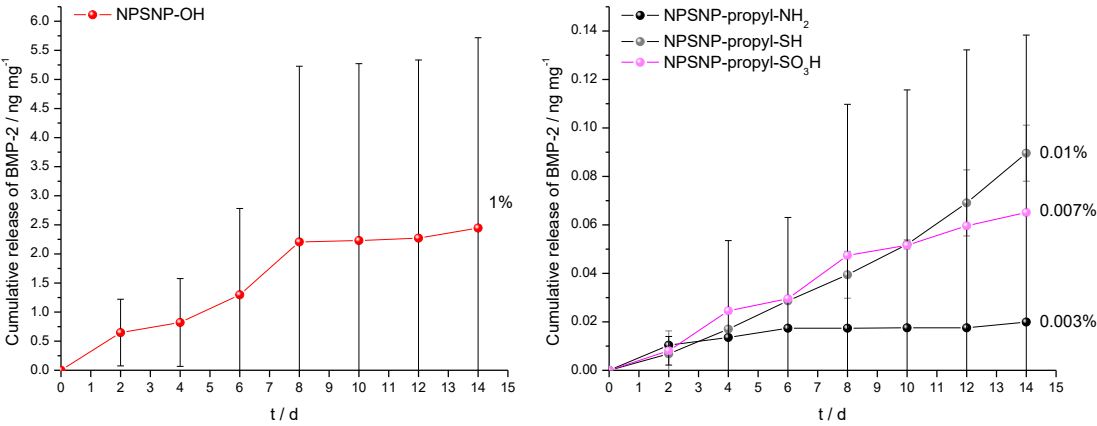 NPSNP-OH
Cumulative release of BMP-2 / ng mg⁻¹
6.0
5.5
5.0
4.5
4.0
3.5
3.0
2.5
2.0
1.5
1.0
0.5
0.0
1%
0 1 2 3 4 5 6 7 8 9 10 11 12 13 14 15
t / d
NPSNP-propyl-NH₂
NPSNP-propyl-SH
NPSNP-propyl-SO₃H
Cumulative release of BMP-2 / ng mg⁻¹
0.14
0.12
0.10
0.08
0.06
0.04
0.02
0.00
0.01%
0.007%
0.003%
0 1 2 3 4 5 6 7 8 9 10 11 12 13 14 15
t / d